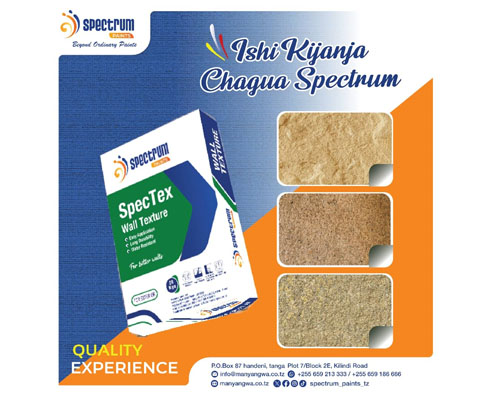 spectrum
PAINTS
Beyond Ordinary Paints
Ishi Kijanja
Chagua Spectrum
WALL
TEXTURE
spectrum
PAINTS
SpecTex
Wall Texture
Easy Application
Long Durability
Water Resistant
For better walls
SPECTRUM
QUALITY
EXPERIENCE
P.O.Box 87 handeni, tanga Plot 7/Block 2E, Kilindi Road
info@manyangwa.co.tz +255 659 213 333 / +255 659 186 666
manyangwa.co.tz spectrum_paints_tz